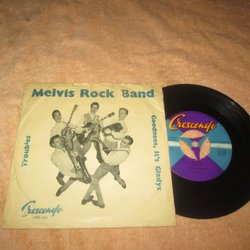 Melvis Rock Band
Troubles
Goodness, It's Gladys
Crescendo
Crescendo